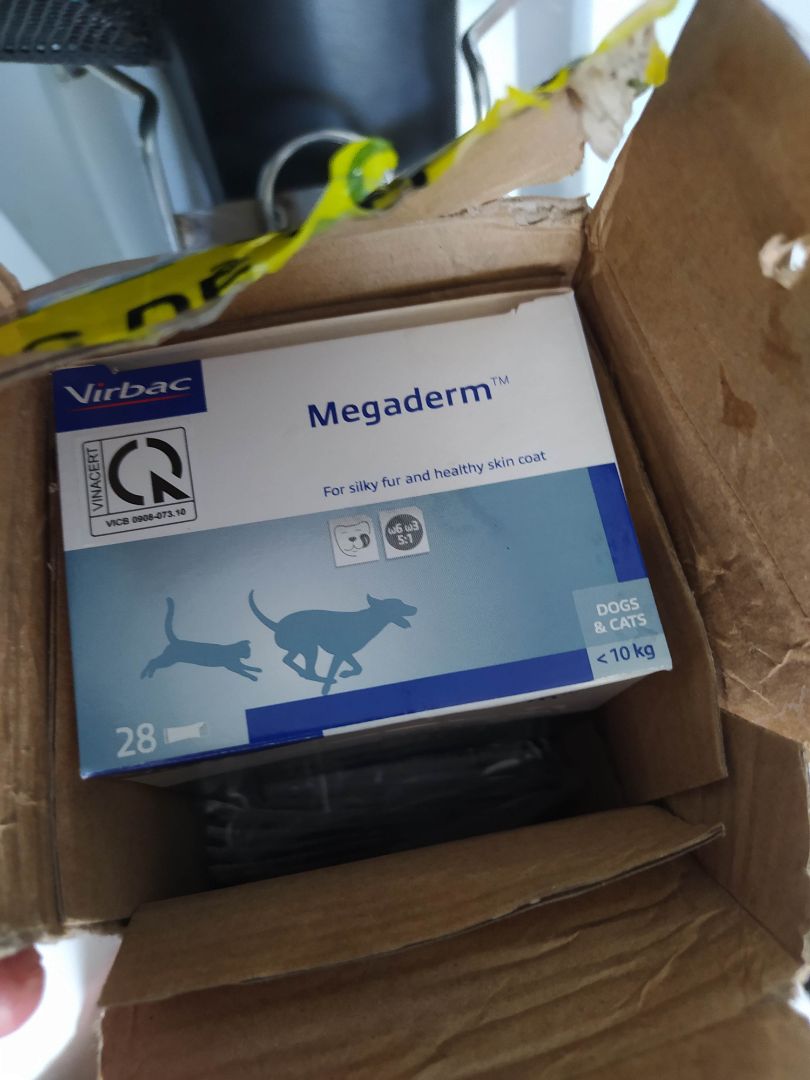 Virbac
Megaderm™
VINACERT
VICB 0908-073.10
For silky fur and healthy skin coat
ω6 ω3
5:1
DOGS
& CATS
< 10 kg
28